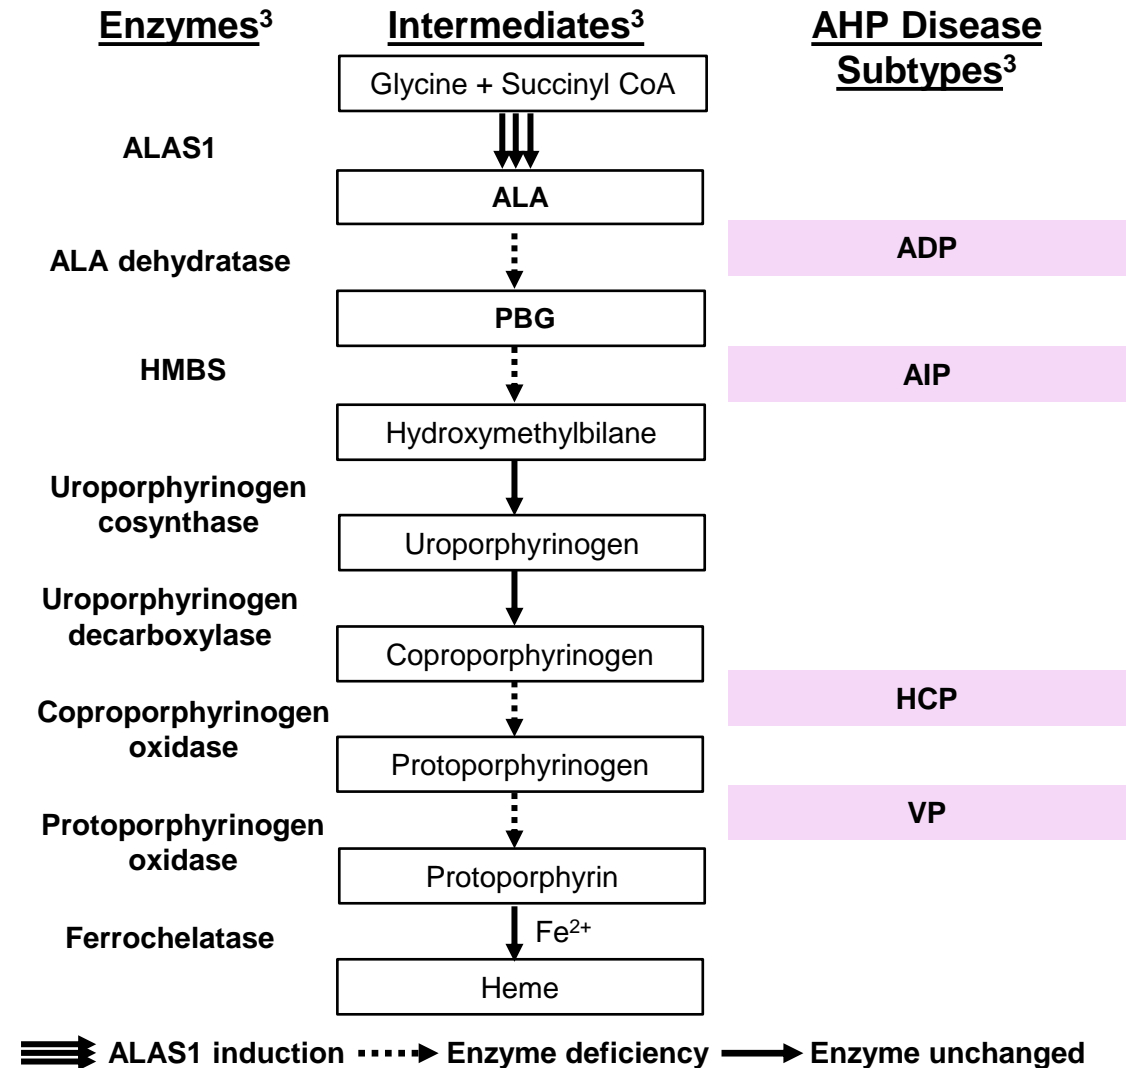 Enzymes³
Intermediates³
AHP Disease
Subtypes³
Glycine + Succinyl CoA
ALAS1
ALA
ALA dehydratase
ADP
PBG
HMBS
AIP
Hydroxymethylbilane
Uroporphyrinogen
cosynthase
Uroporphyrinogen
Uroporphyrinogen
decarboxylase
Coproporphyrinogen
HCP
Coproporphyrinogen
oxidase
Protoporphyrinogen
VP
Protoporphyrinogen
oxidase
Protoporphyrin
Ferrochelatase
Fe²⁺
Heme
ALAS1 induction
Enzyme deficiency
Enzyme unchanged